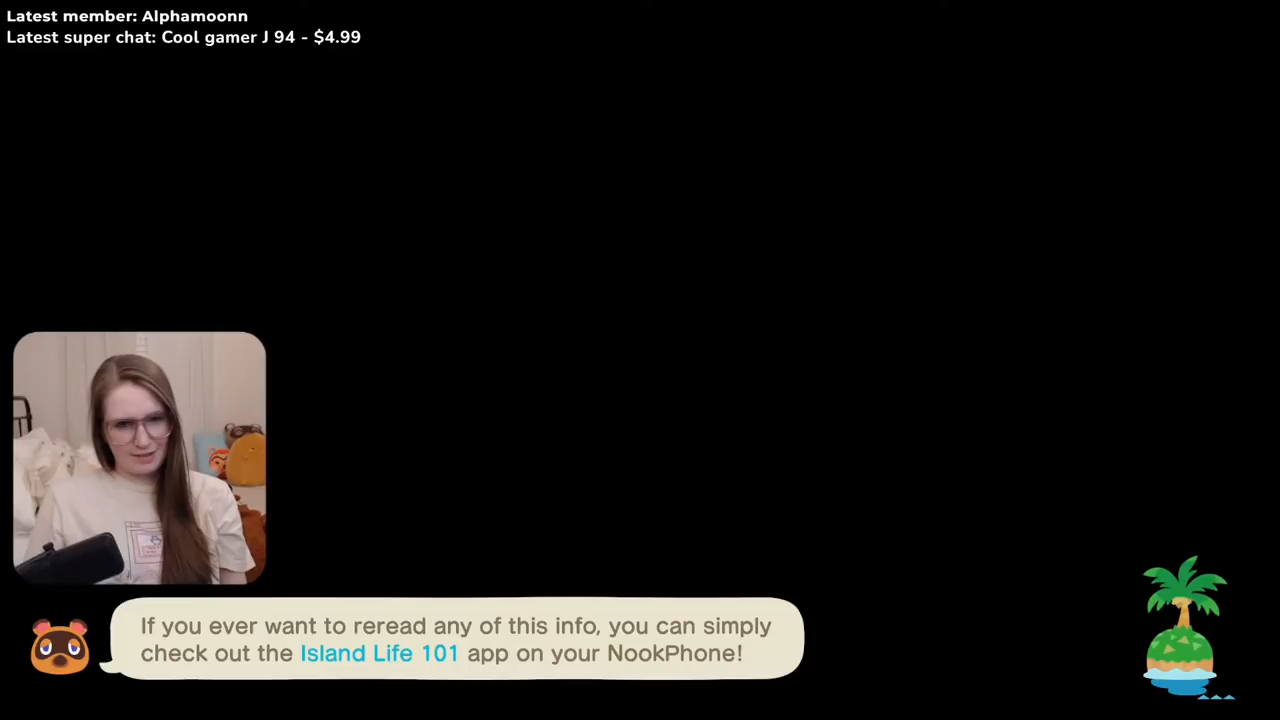 Latest member: Alphamoonn
Latest super chat: Cool gamer J 94 - $4.99
If you ever want to reread any of this info, you can simply
check out the Island Life 101 app on your NookPhone!